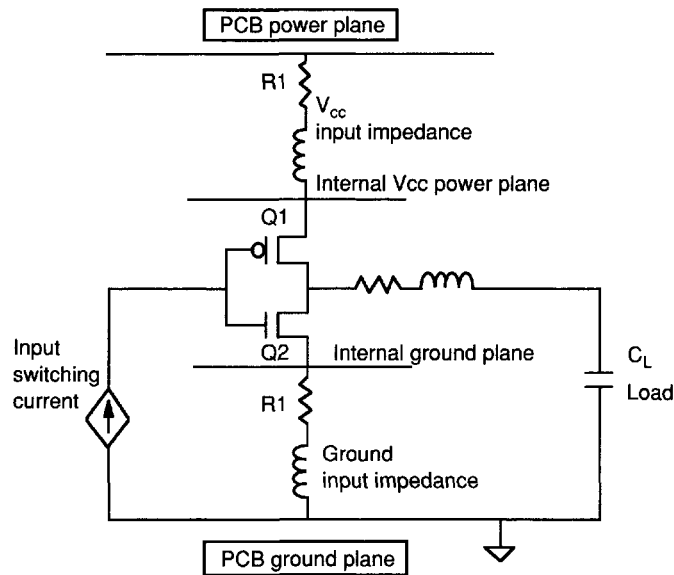 PCB power plane
R1
Vcc
input impedance
Internal Vcc power plane
Q1
Input
switching
current
Q2
Internal ground plane
CL
Load
R1
Ground
input impedance
PCB ground plane